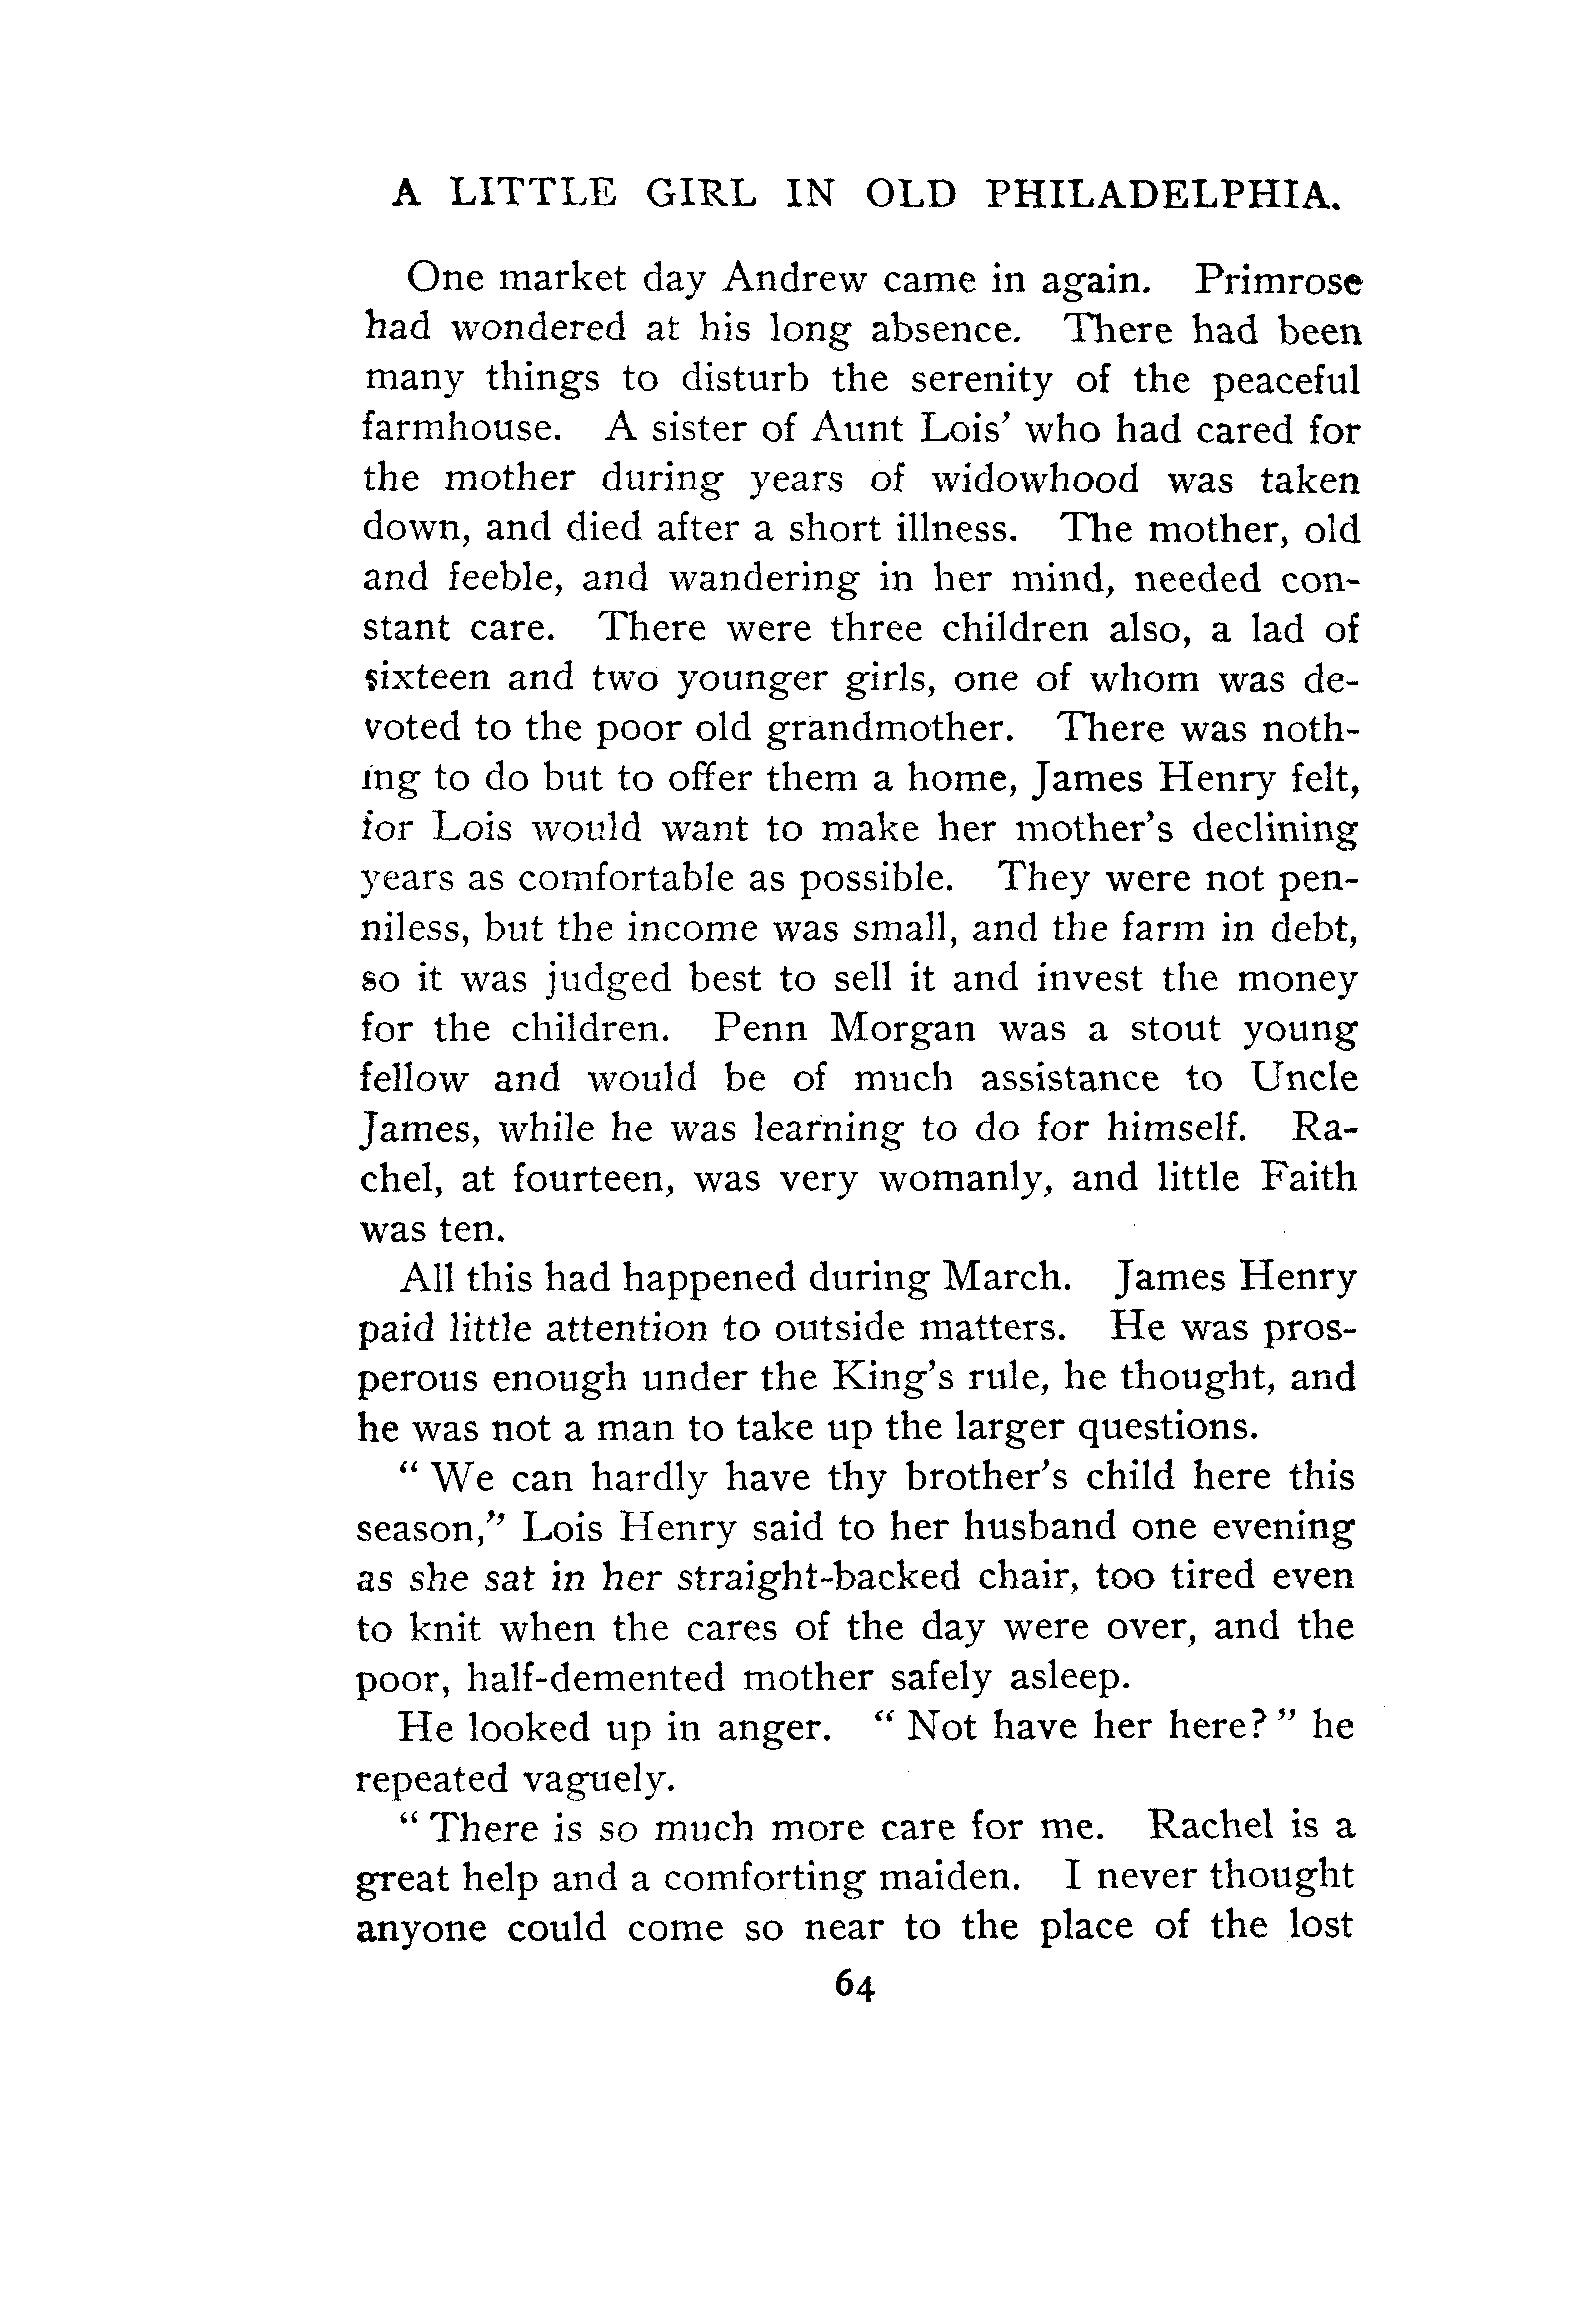 A LITTLE GIRL IN OLD PHILADELPHIA.
One market day Andrew came in again. Primrose
had wondered at his long absence. There had been
many things to disturb the serenity of the peaceful
farmhouse. A sister of Aunt Lois' who had cared for
the mother during years of widowhood was taken
down, and died after a short illness. The mother, old
and feeble, and wandering in her mind, needed con-
stant care. There were three children also, a lad of
sixteen and two younger girls, one of whom was de-
voted to the poor old grandmother. There was noth-
ing to do but to offer them a home, James Henry felt,
for Lois would want to make her mother's declining
years as comfortable as possible. They were not pen-
niless, but the income was small, and the farm in debt,
so it was judged best to sell it and invest the money
for the children. Penn Morgan was a stout young
fellow and would be of much assistance to Uncle
James, while he was learning to do for himself. Ra-
chel, at fourteen, was very womanly, and little Faith
was ten.
All this had happened during March. James Henry
paid little attention to outside matters. He was pros-
perous enough under the King's rule, he thought, and
he was not a man to take up the larger questions.
" We can hardly have thy brother's child here this
season," Lois Henry said to her husband one evening
as she sat in her straight-backed chair, too tired even
to knit when the cares of the day were over, and the
poor, half-demented mother safely asleep.
He looked up in anger. " Not have her here? " he
repeated vaguely.
" There is so much more care for me. Rachel is a
great help and a comforting maiden. I never thought
anyone could come so near to the place of the lost
64